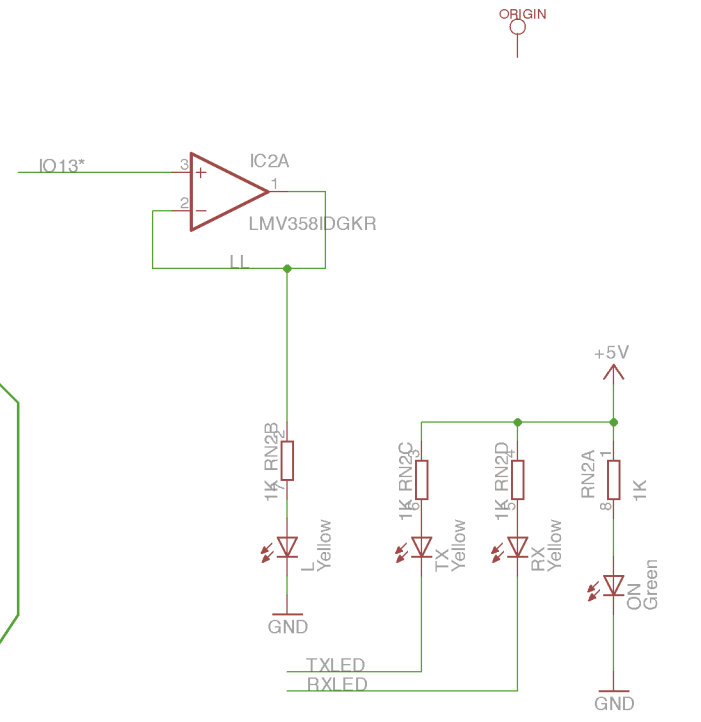 ORIGIN
IO13*
3
IC2A
1
2
LMV358IDGKR
LL
+5V
RN2B
2
1K
7
RN2C
3
1K
6
RN2D
4
1K
5
RN2A
1
1K
8
L
Yellow
TX
Yellow
RX
Yellow
ON
Green
GND
TXLED
RXLED
GND